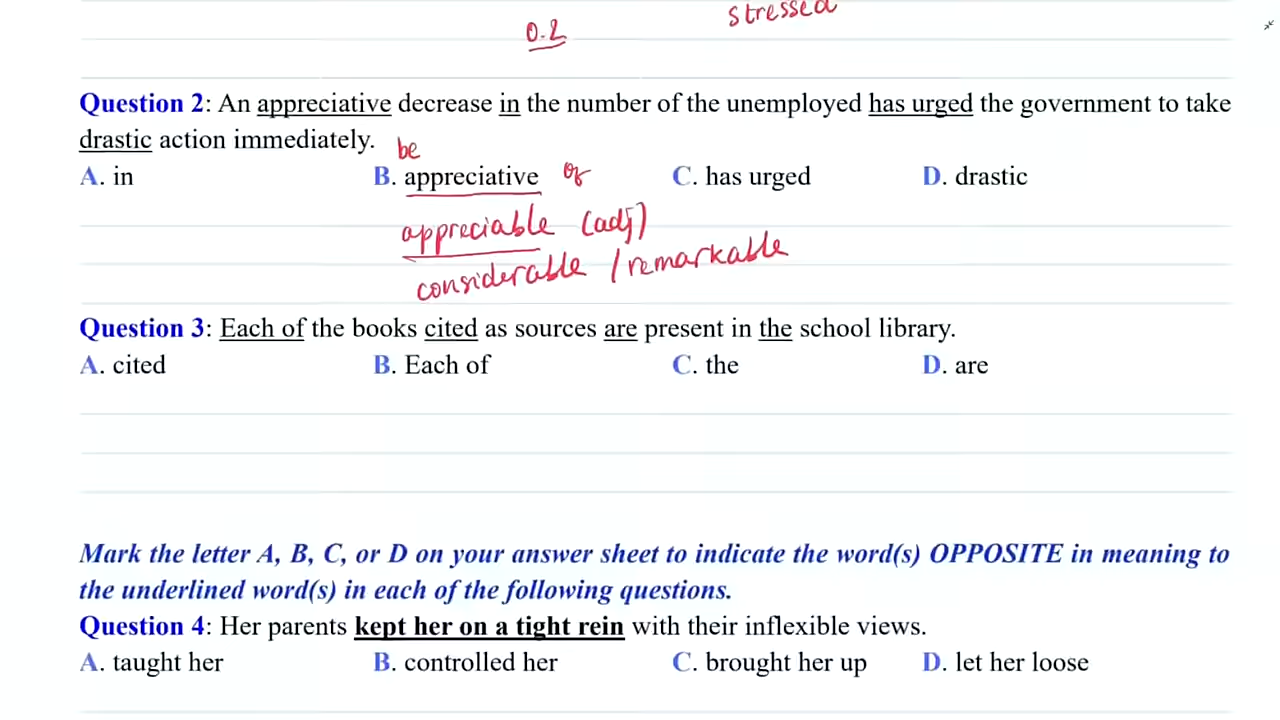 0.2
stressed
Question 2: An appreciative decrease in the number of the unemployed has urged the government to take
drastic action immediately.
be
A. in B. appreciative of C. has urged D. drastic
appreciable (adj)
considerable / remarkable
Question 3: Each of the books cited as sources are present in the school library.
A. cited B. Each of C. the D. are
Mark the letter A, B, C, or D on your answer sheet to indicate the word(s) OPPOSITE in meaning to
the underlined word(s) in each of the following questions.
Question 4: Her parents kept her on a tight rein with their inflexible views.
A. taught her B. controlled her C. brought her up D. let her loose